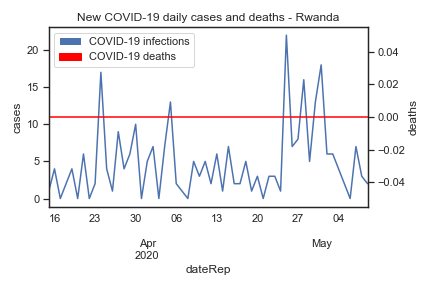 New COVID-19 daily cases and deaths - Rwanda
COVID-19 infections
COVID-19 deaths
20
15
10
5
0
cases
0.04
0.02
0.00
−0.02
−0.04
deaths
16 23 30 06 13 20 27 04
Apr May
2020
dateRep